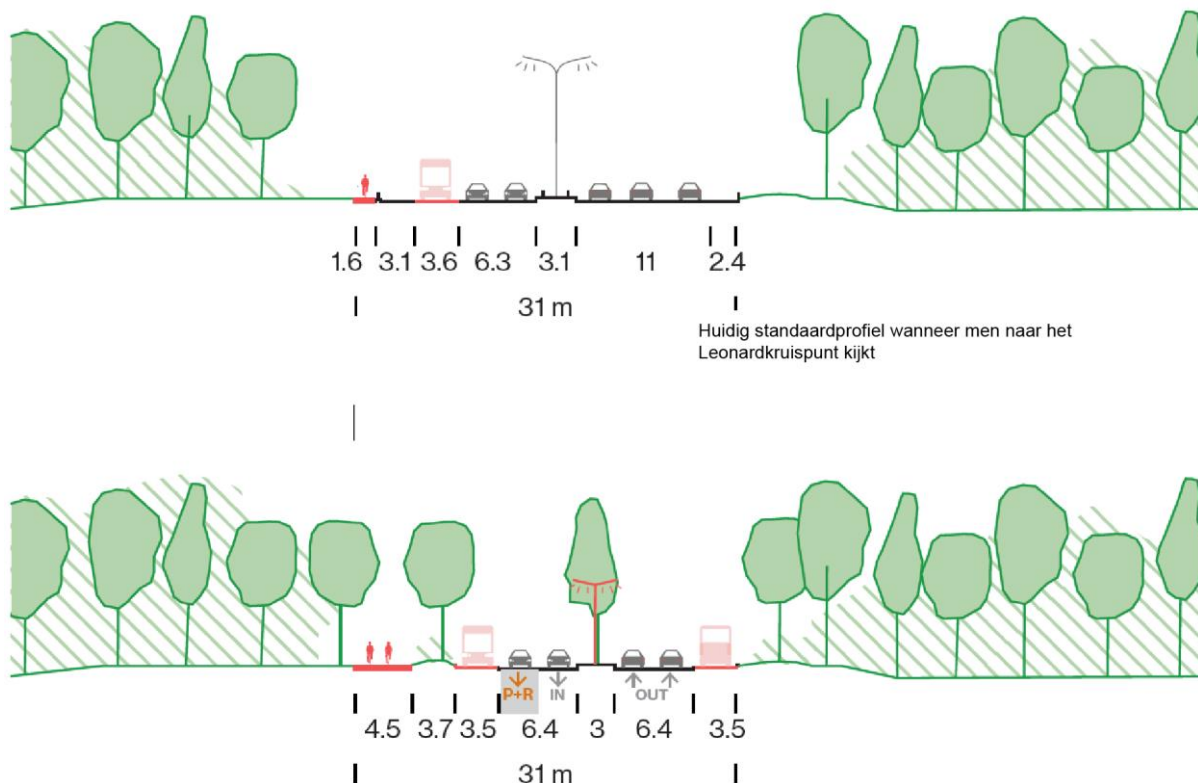 1.6 3.1 3.6 6.3 3.1 11 2.4
31 m
Huidig standaardprofiel wanneer men naar het
Leonardkruispunt kijkt
P+R IN OUT
4.5 3.7 3.5 6.4 3 6.4 3.5
31 m